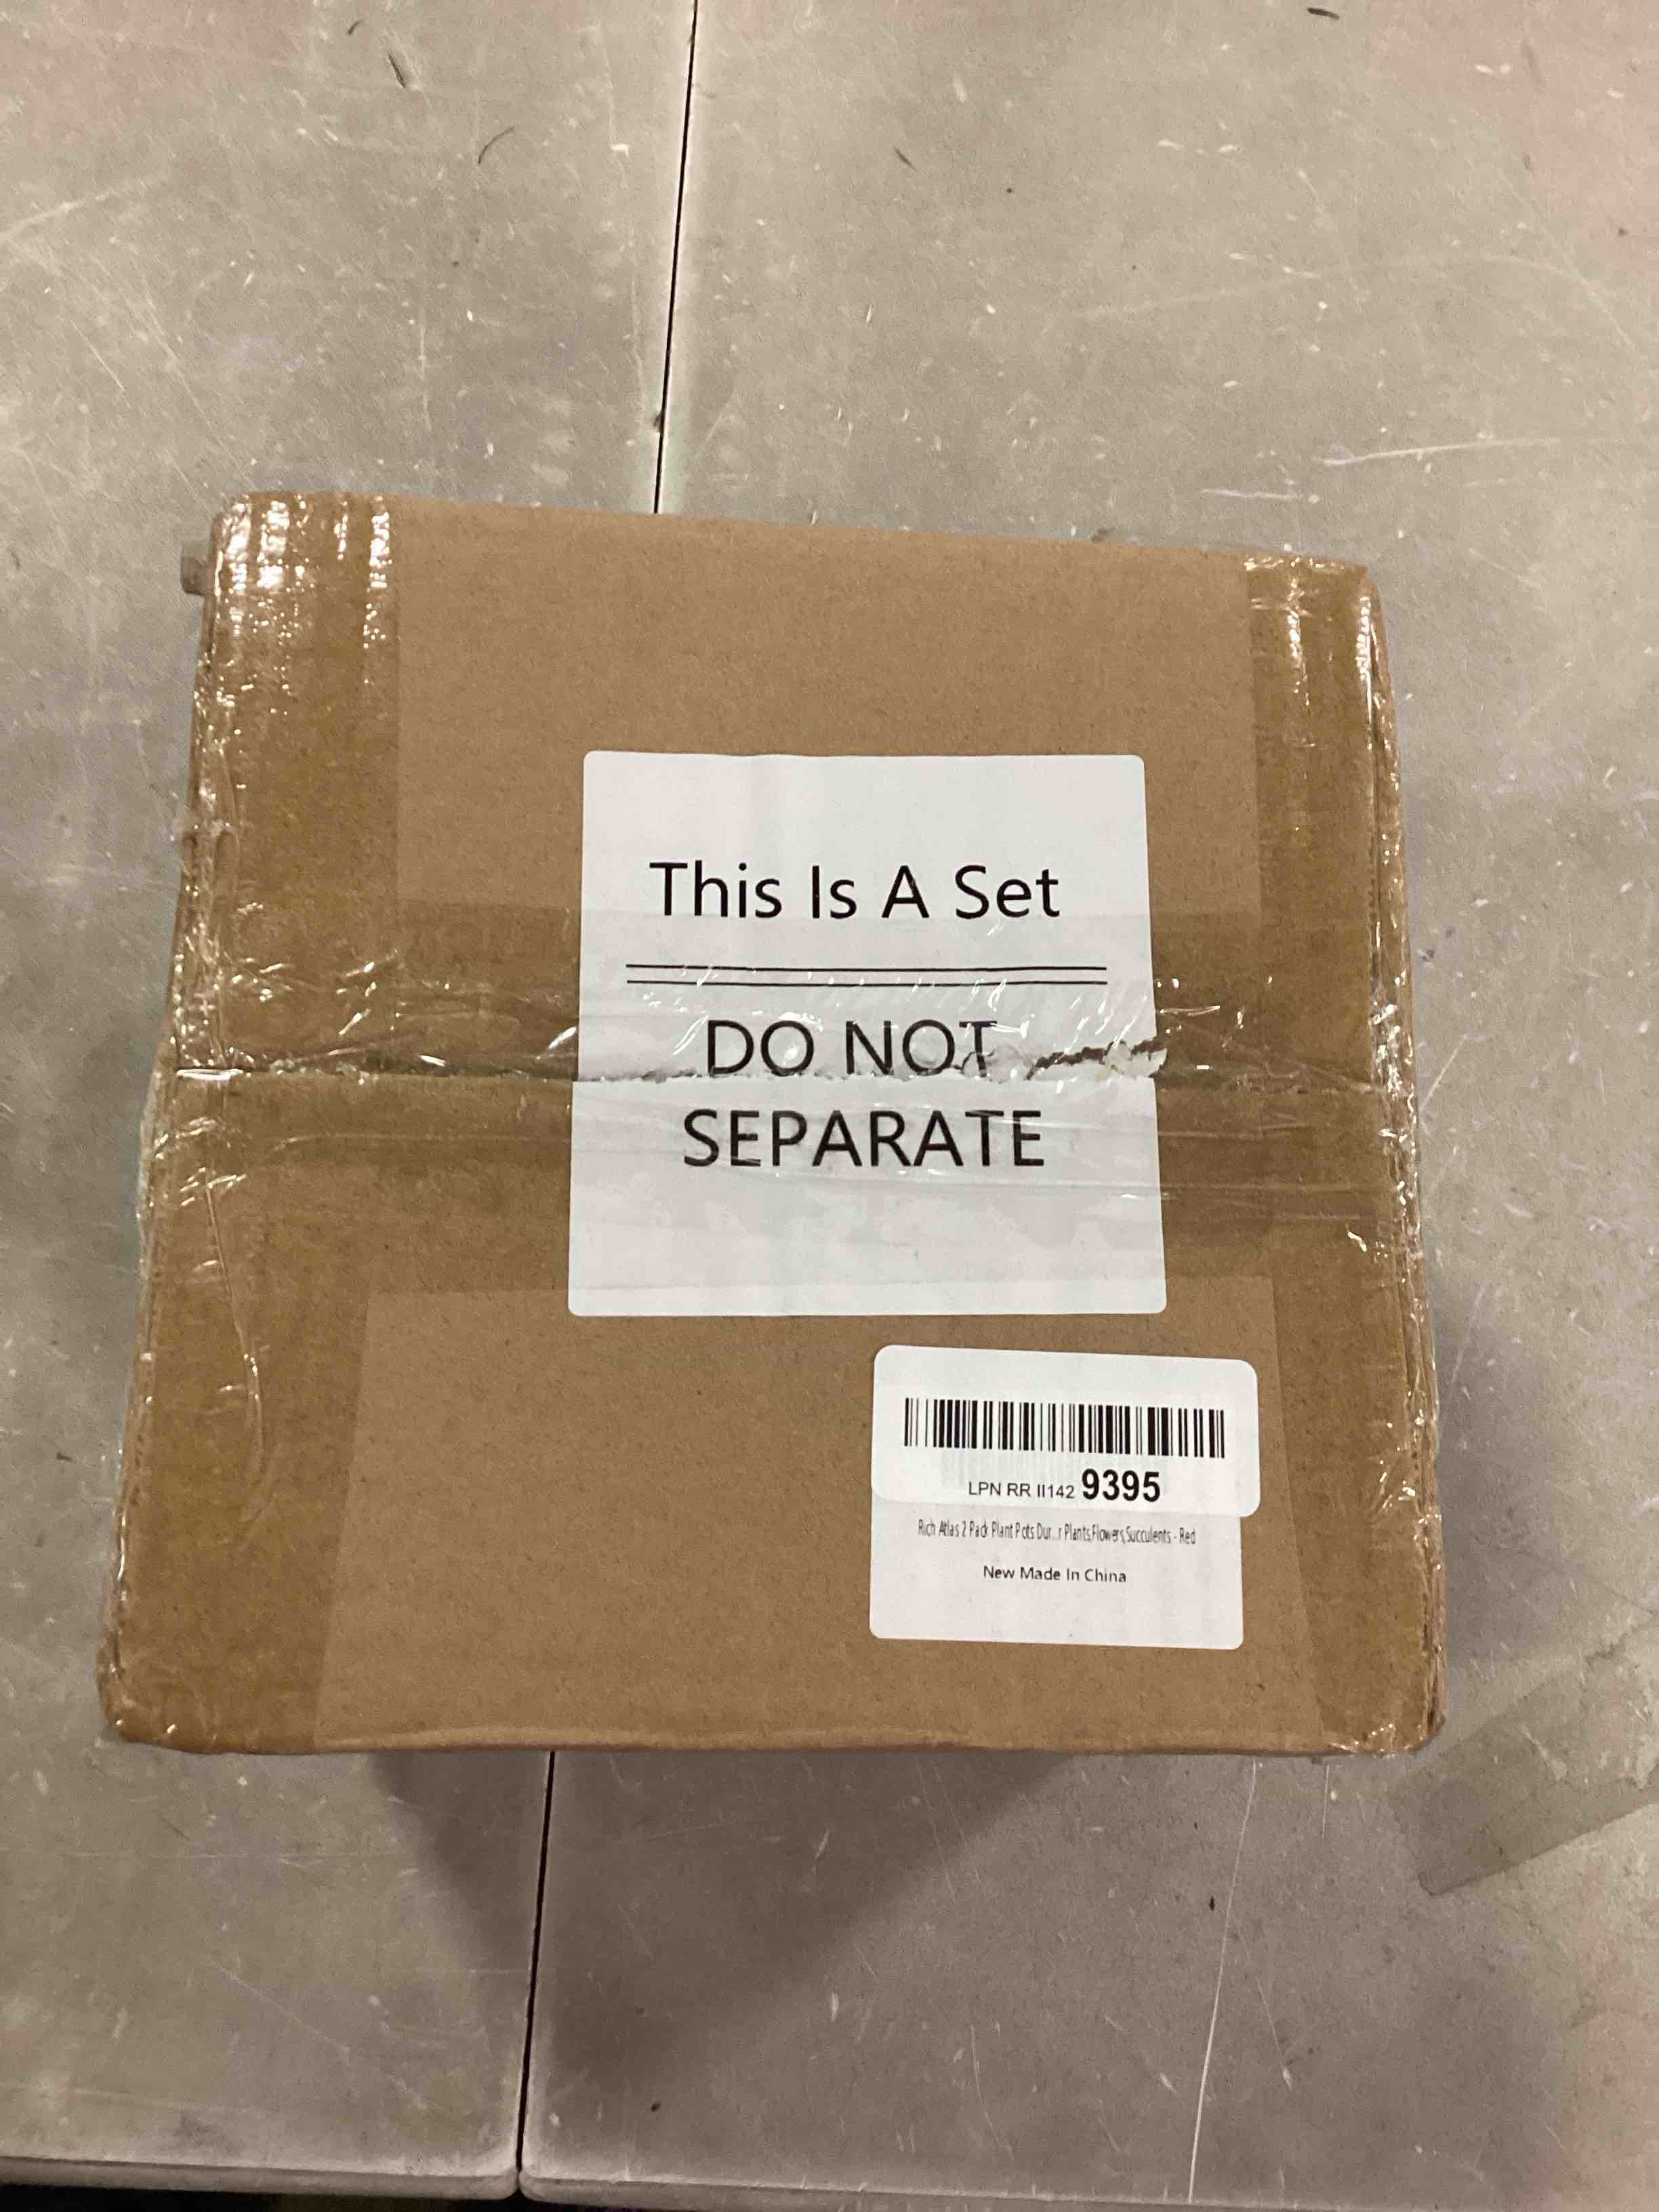 This Is A Set
DO NOT
SEPARATE
LPN RR II142 9395
Rich Atlas 2 Pack Plant Pots Dur...r Plants,Flowers,Succulents - Red
New Made In China